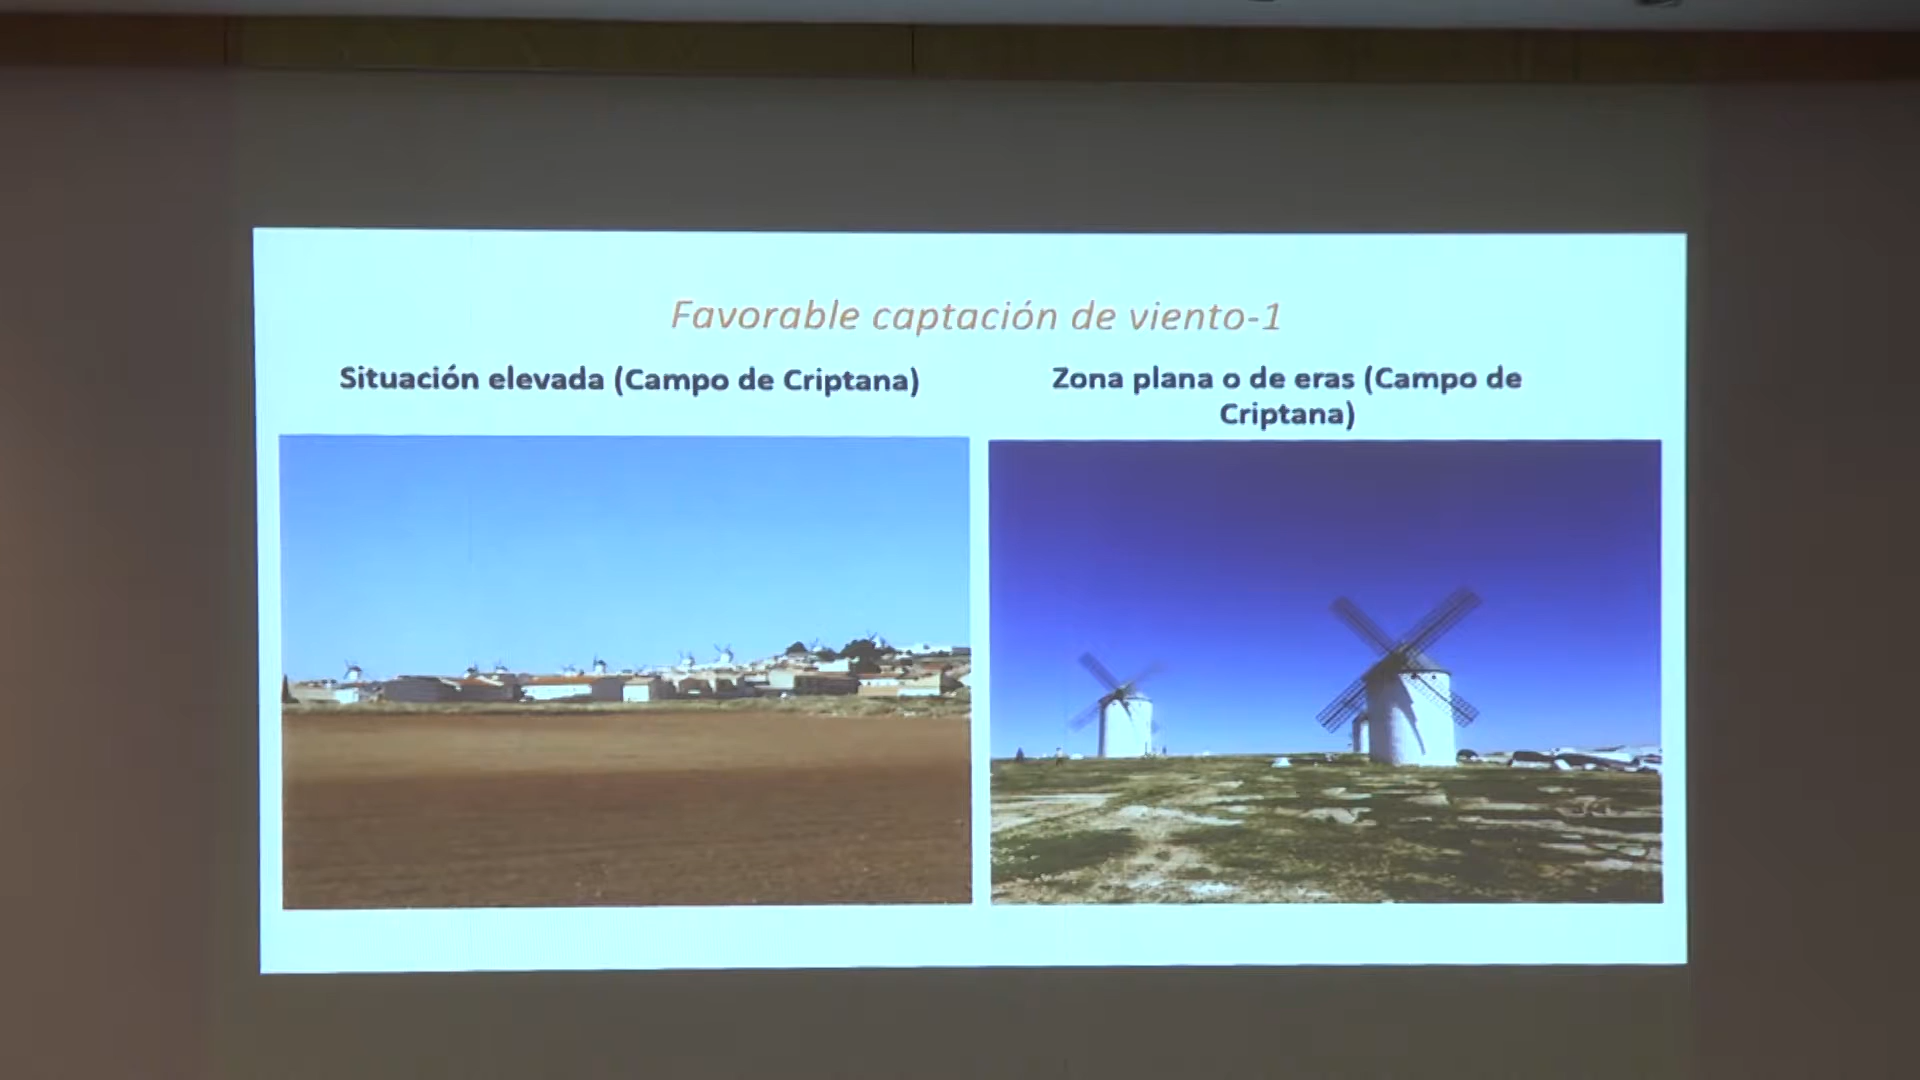 Favorable captación de viento-1
Situación elevada (Campo de Criptana)
Zona plana o de eras (Campo de
Criptana)